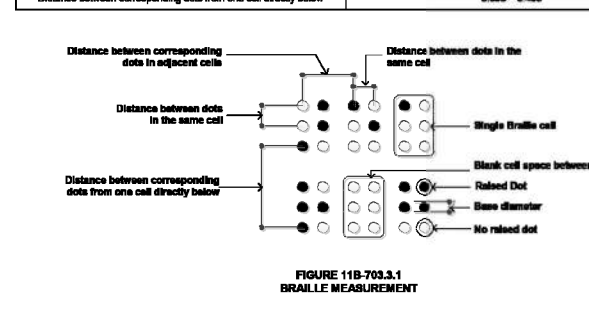 Distance between corresponding dots from one cell directly below
Distance between corresponding
dots in adjacent cells
Distance between dots in the
same cell
Distance between dots
in the same cell
Single Braille cell
Blank cell space between
Distance between corresponding
dots from one cell directly below
Raised Dot
Base diameter
No raised dot
FIGURE 11B-703.3.1
BRAILLE MEASUREMENT